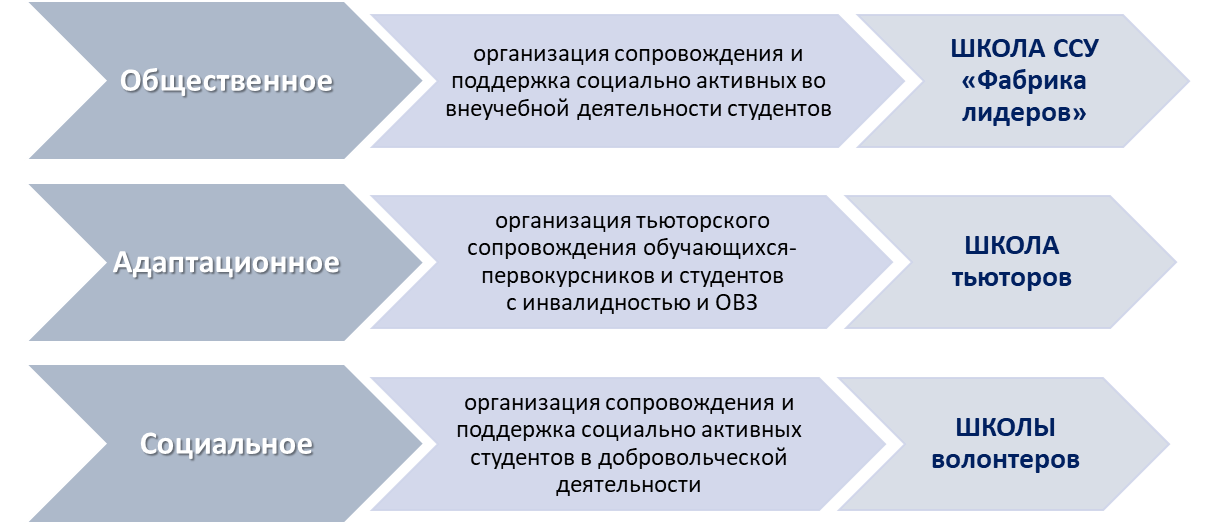 Общественное
организация сопровождения и
поддержка социально активных во
внеучебной деятельности студентов
ШКОЛА ССУ
«Фабрика
лидеров»
Адаптационное
организация тьюторского
сопровождения обучающихся-
первокурсников и студентов
с инвалидностью и ОВЗ
ШКОЛА
тьюторов
Социальное
организация сопровождения и
поддержка социально активных
студентов в добровольческой
деятельности
ШКОЛЫ
волонтеров